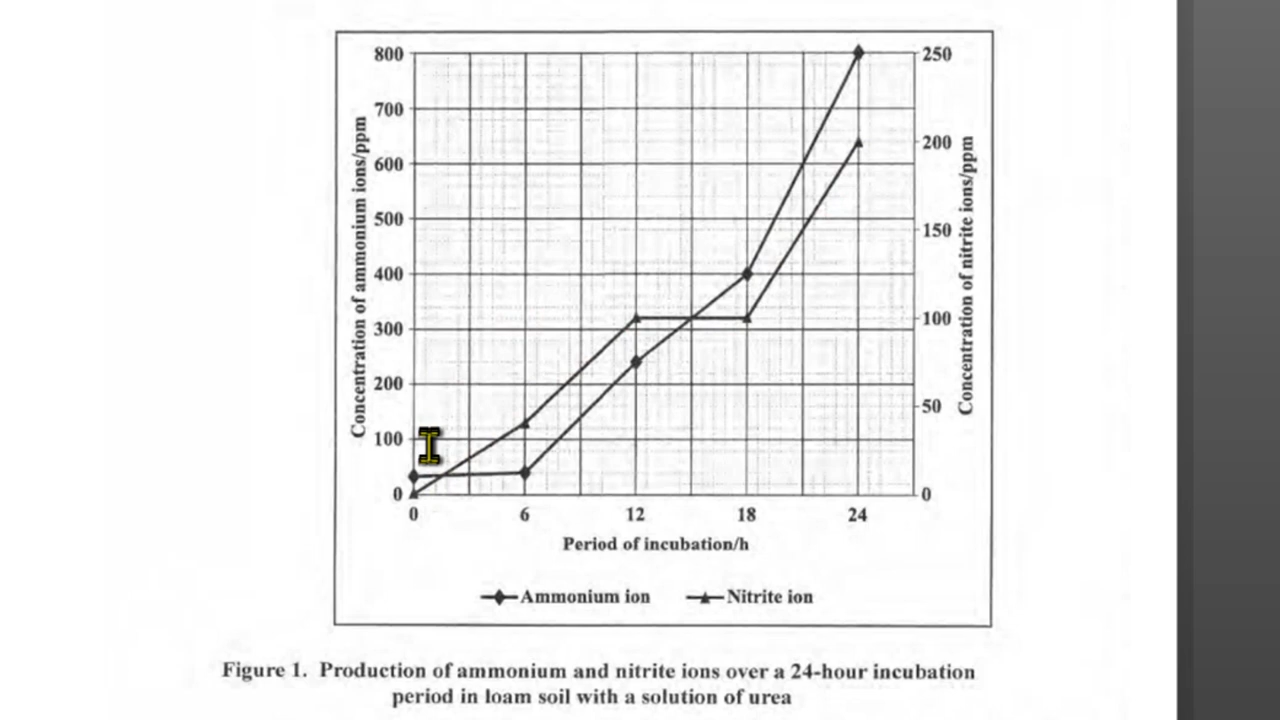 800
700
600
500
400
300
200
100
0
Concentration of ammonium ions/ppm
250
200
150
100
50
0
Concentration of nitrite ions/ppm
0 6 12 18 24
Period of incubation/h
Ammonium ion Nitrite ion
Figure 1. Production of ammonium and nitrite ions over a 24-hour incubation
period in loam soil with a solution of urea